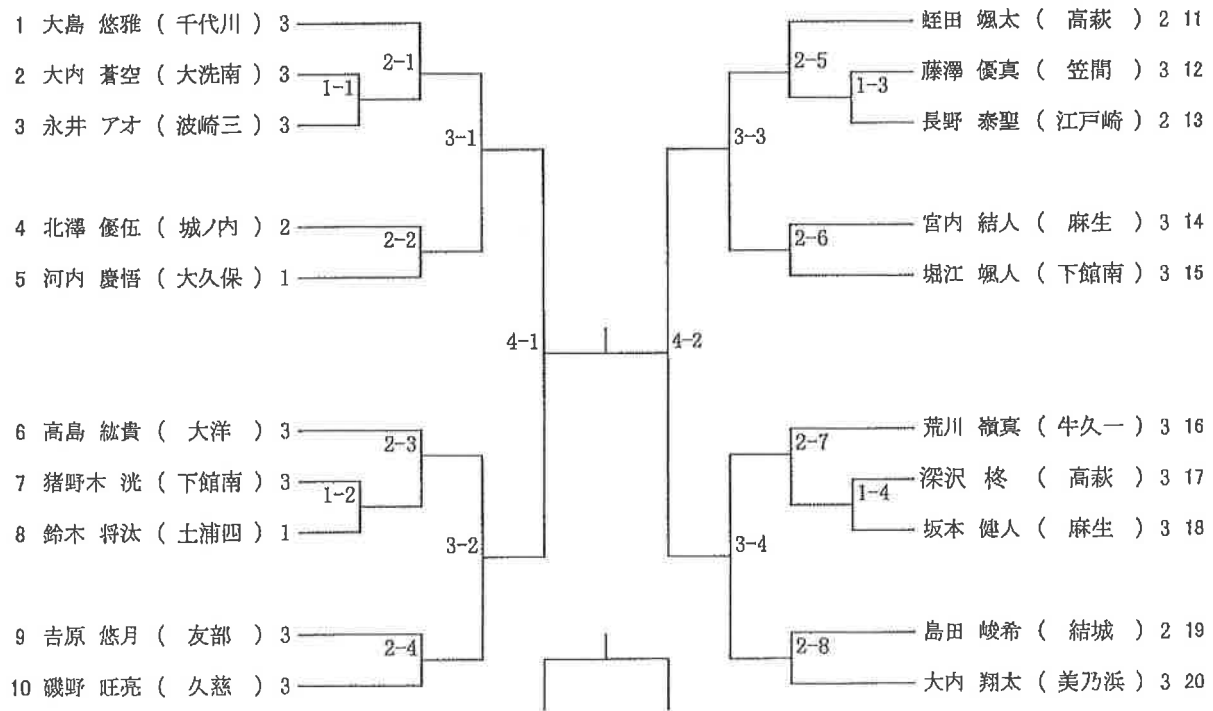 1 大島 悠雅 ( 千代川 ) 3
2 大内 蒼空 ( 大洗南 ) 3
3 永井 アオ ( 波崎三 ) 3
4 北澤 優伍 ( 城ノ内 ) 2
5 河内 慶悟 ( 大久保 ) 1
6 高島 紘貴 ( 大洋 ) 3
7 猪野木 洸 ( 下館南 ) 3
8 鈴木 将汰 ( 土浦四 ) 1
9 吉原 悠月 ( 友部 ) 3
10 磯野 旺亮 ( 久慈 ) 3
1-1
1-2
2-1
2-2
2-3
2-4
3-1
3-2
4-1
4-2
3-3
3-4
2-5
2-6
2-7
2-8
1-3
1-4
蛭田 颯太 ( 高萩 ) 2 11
藤澤 優真 ( 笠間 ) 3 12
長野 泰聖 ( 江戸崎 ) 2 13
宮内 結人 ( 麻生 ) 3 14
堀江 颯人 ( 下館南 ) 3 15
荒川 嶺真 ( 牛久一 ) 3 16
深沢 柊 ( 高萩 ) 3 17
坂本 健人 ( 麻生 ) 3 18
島田 峻希 ( 結城 ) 2 19
大内 翔太 ( 美乃浜 ) 3 20